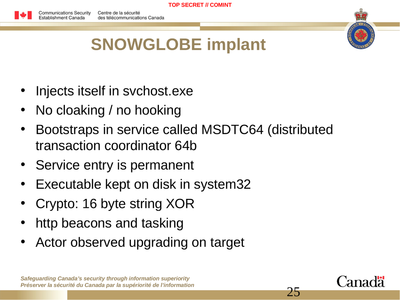 TOP SECRET // COMINT
Communications Security Centre de la sécurité
Establishment Canada des télécommunications Canada
SNOWGLOBE implant
• Injects itself in svchost.exe
• No cloaking / no hooking
• Bootstraps in service called MSDTC64 (distributed
transaction coordinator 64b
• Service entry is permanent
• Executable kept on disk in system32
• Crypto: 16 byte string XOR
• http beacons and tasking
• Actor observed upgrading on target
Safeguarding Canada's security through information superiority
Préserver la sécurité du Canada par la supériorité de l'information
25
Canada